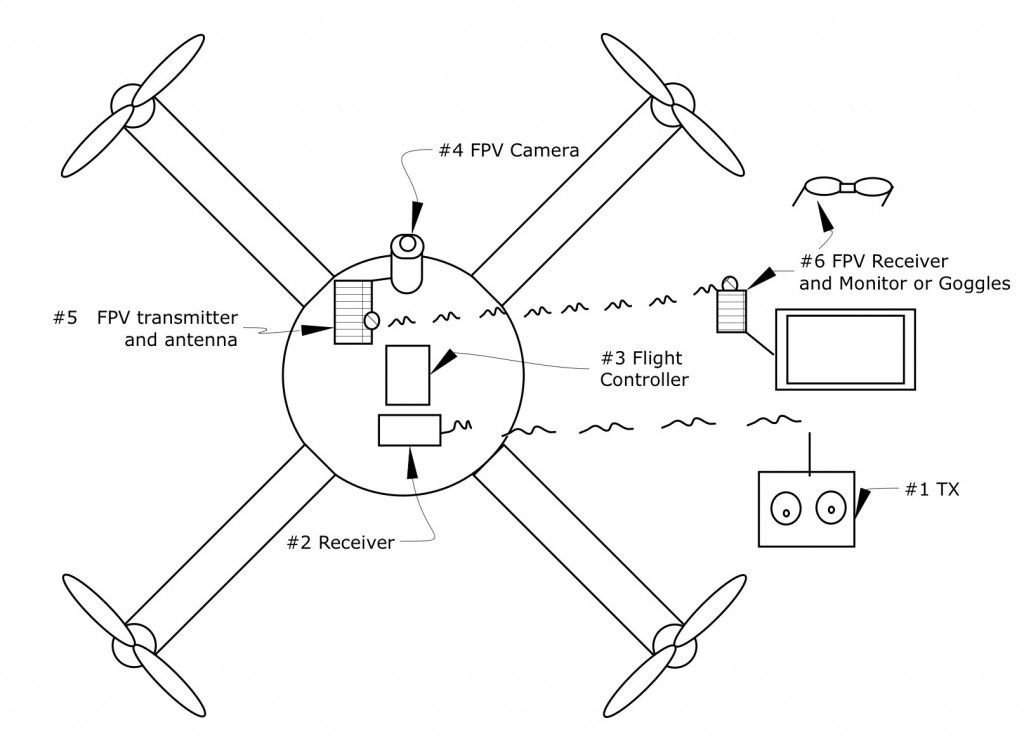 #4 FPV Camera
#6 FPV Receiver
and Monitor or Goggles
#5 FPV transmitter
and antenna
#3 Flight
Controller
#1 TX
#2 Receiver